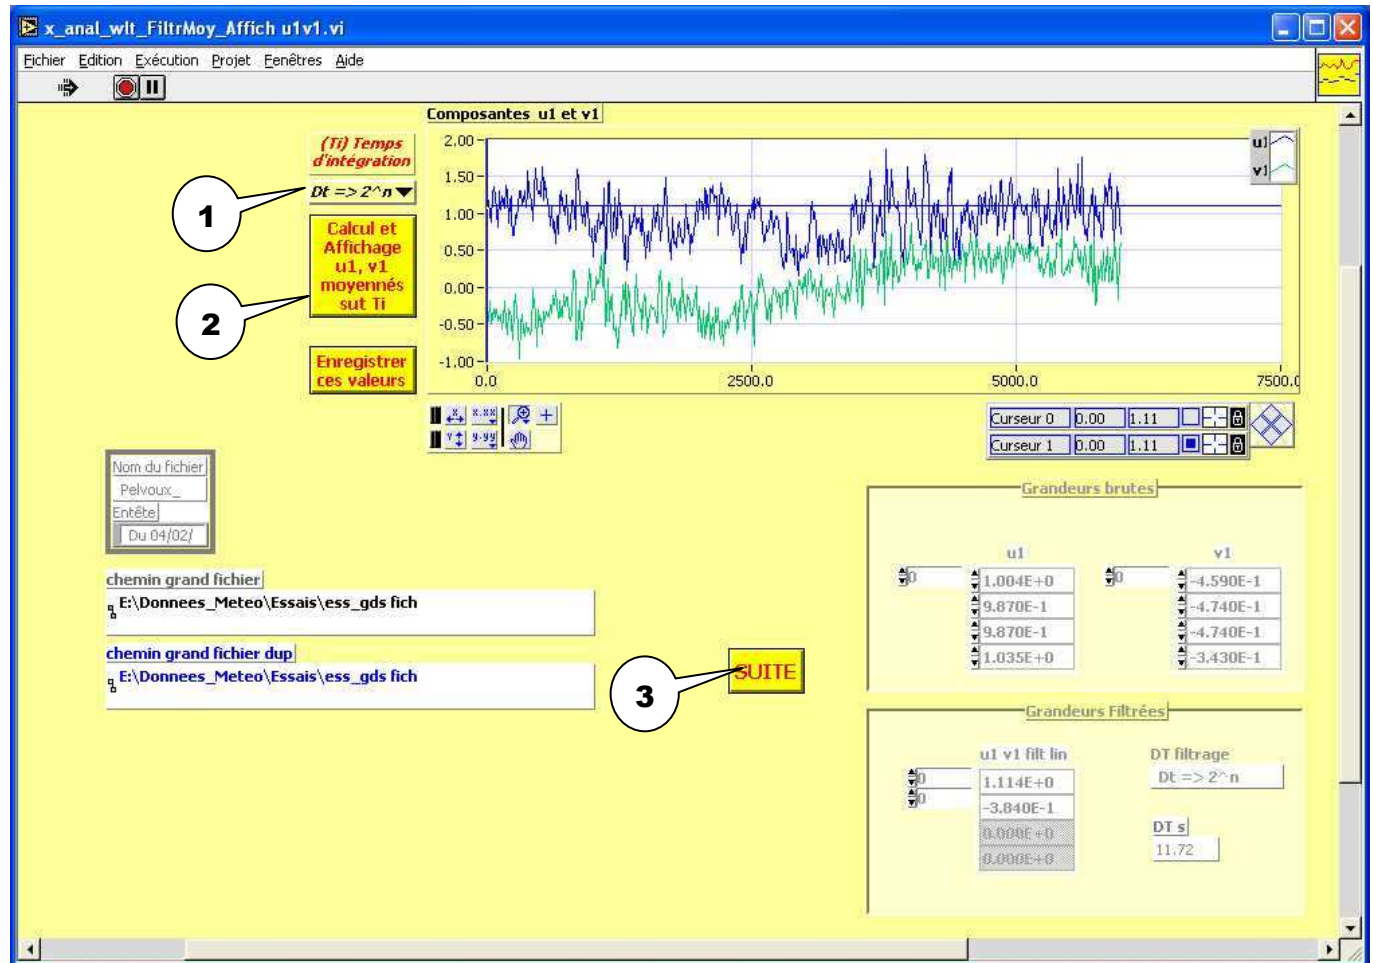 x_anal_wlt_FiltrMoy_Affich u1v1.vi
Fichier Edition Exécution Projet Fenêtres Aide
Composantes u1 et v1
(Ti) Temps
d'intégration
Dt => 2^n
1
Calcul et
Affichage
u1, v1
moyennés
sut Ti
2
Enregistrer
ces valeurs
2.00
1.50
1.00
0.50
0.00
-0.50
-1.00
0.0 2500.0 5000.0 7500.0
u1
v1
Curseur 0 0.00 1.11
Curseur 1 0.00 1.11
Nom du fichier
Pelvoux_
Entête
Du 04/02/
chemin grand fichier
E:\Donnees_Meteo\Essais\ess_gds fich
chemin grand fichier dup
E:\Donnees_Meteo\Essais\ess_gds fich
3
SUITE
Grandeurs brutes
u1 v1
0 1.004E+0 0 -4.590E-1
9.870E-1 -4.740E-1
9.870E-1 -4.740E-1
1.035E+0 -3.430E-1
Grandeurs Filtrées
u1 v1 filt lin DT filtrage
0 1.114E+0 Dt => 2^n
0 -3.840E-1
0.000E+0 DT s
0.000E+0 11.72